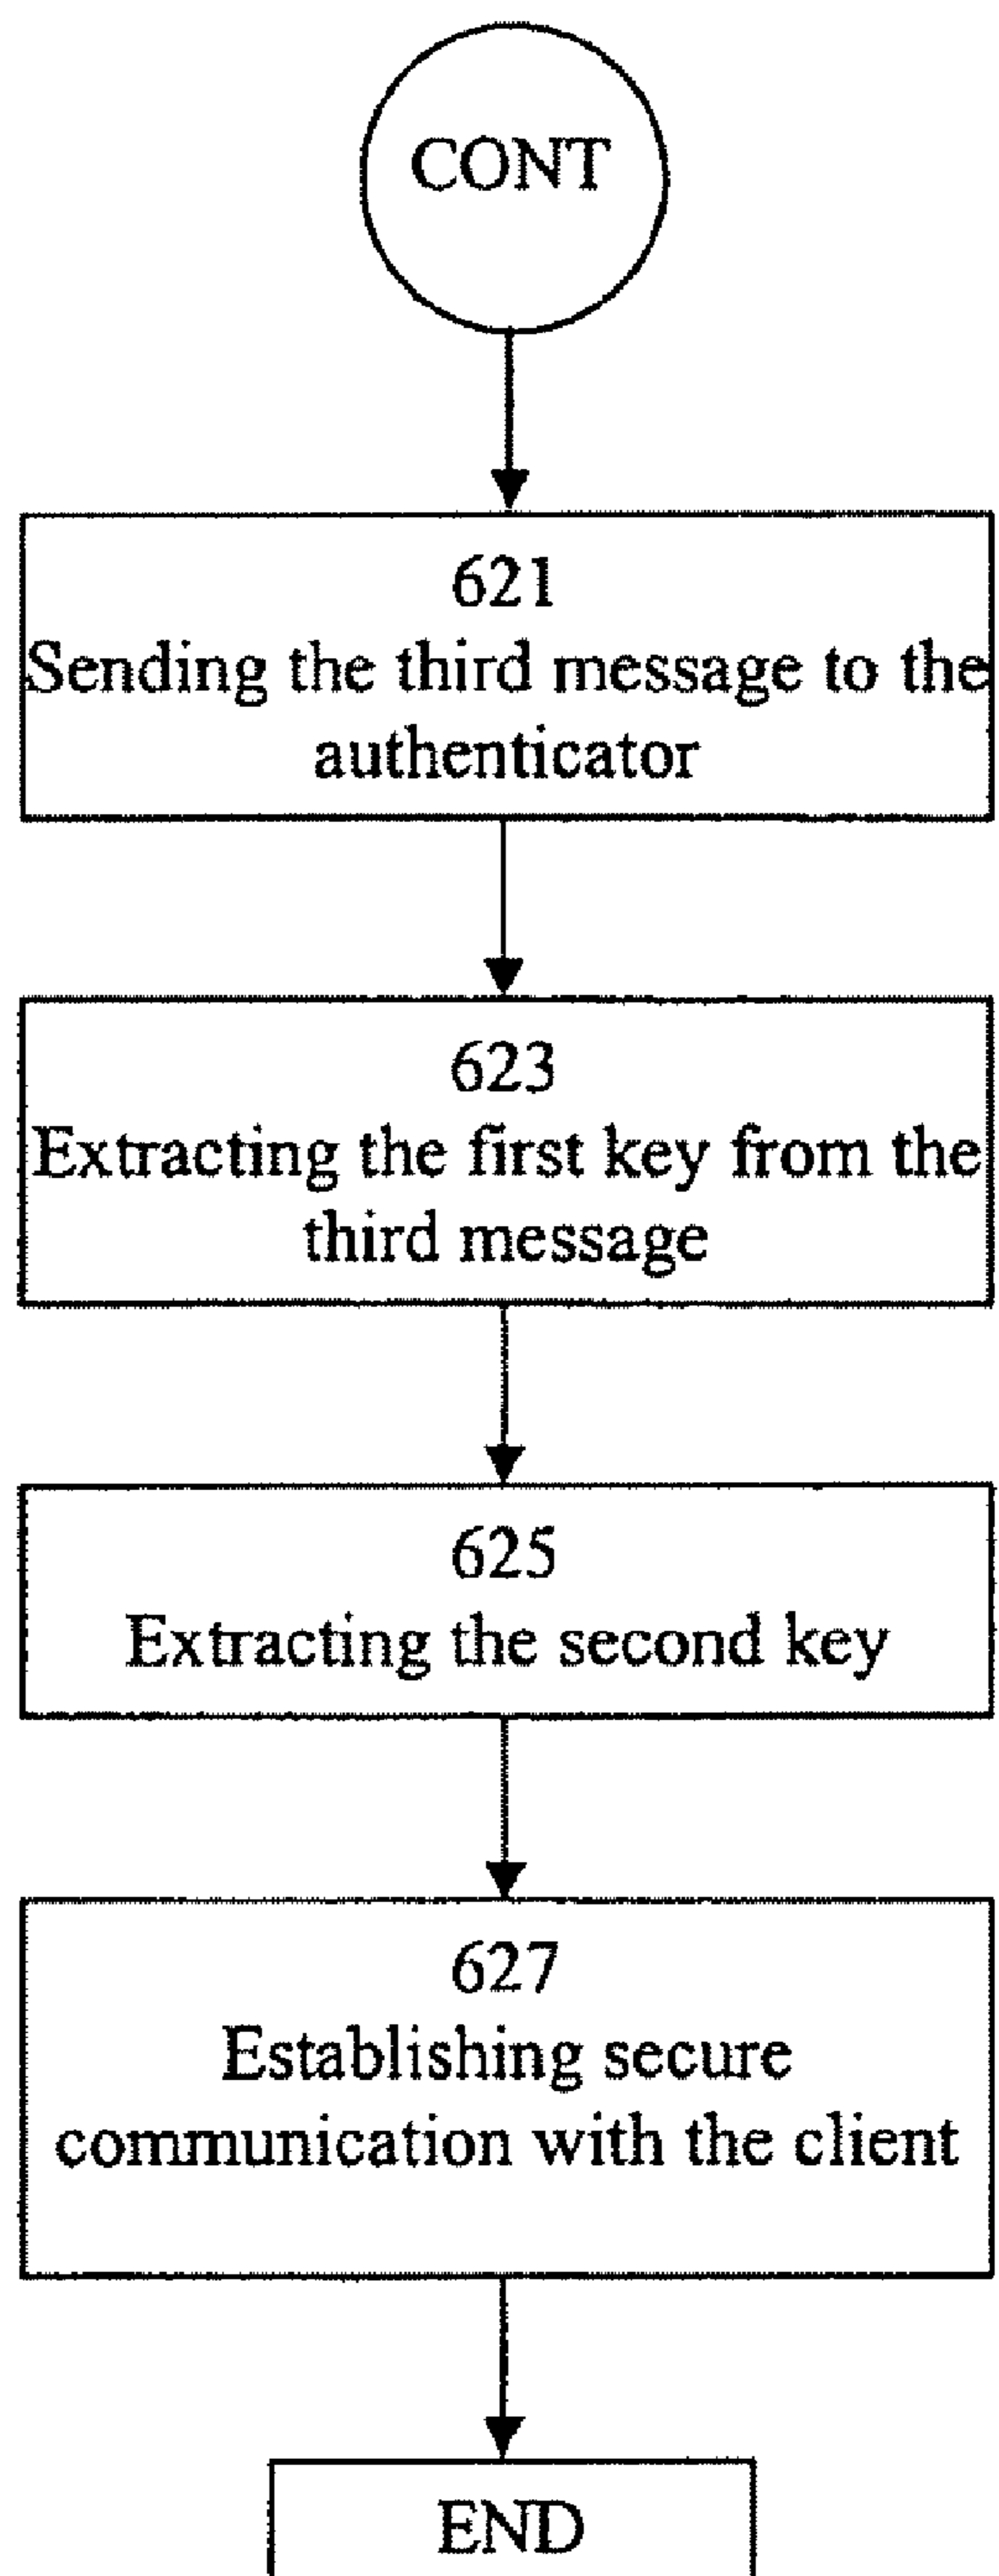 CONT
621
Sending the third message to the
authenticator
623
Extracting the first key from the
third message
625
Extracting the second key
627
Establishing secure
communication with the client
END